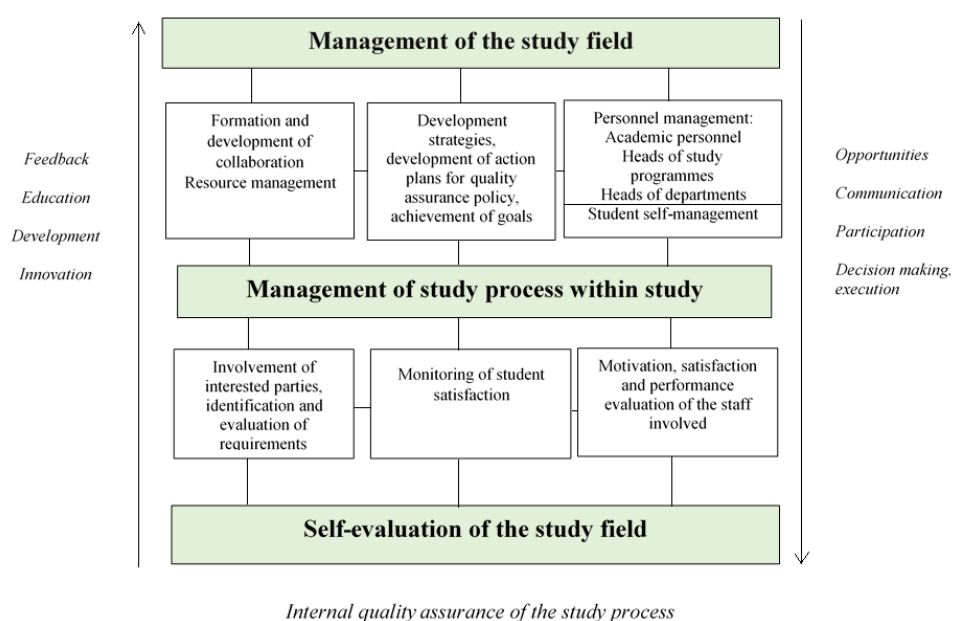 Management of the study field
Formation and
development of
collaboration
Resource management
Development
strategies,
development of action
plans for quality
assurance policy,
achievement of goals
Personnel management:
Academic personnel
Heads of study
programmes
Heads of departments
Student self-management
Feedback
Education
Development
Innovation
Opportunities
Communication
Participation
Decision making,
execution
Management of study process within study
Involvement of
interested parties,
identification and
evaluation of
requirements
Monitoring of student
satisfaction
Motivation, satisfaction
and performance
evaluation of the staff
involved
Self-evaluation of the study field
Internal quality assurance of the study process